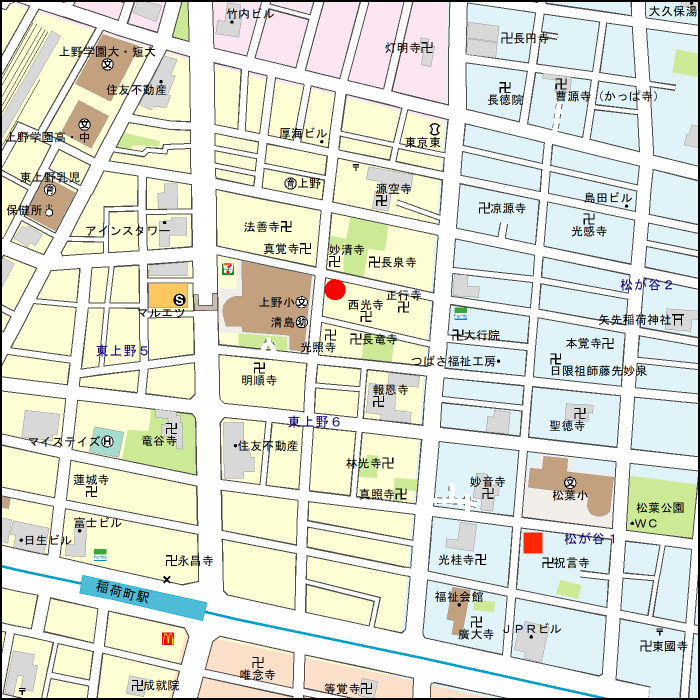 竹内ビル
大久保湯
上野学園大・短大
灯明寺
長円寺
住友不動産
長徳院
曹源寺（かっぱ寺）
上野学園高・中
厚海ビル
東京東
東上野乳児
上野
源空寺
島田ビル
保健所
涼源寺
アインスタワー
法善寺
光感寺
真覚寺
妙清寺
長泉寺
松が谷2
上野小
西光寺
正行寺
マルエツ
清島
矢先稲荷神社
大行院
東上野5
光照寺
長竜寺
本覚寺
つばさ福祉工房
日限祖師藤先妙泉
明順寺
報恩寺
東上野6
聖徳寺
マイステイズ
竜谷寺
住友不動産
林光寺
蓮城寺
真照寺
妙音寺
松葉小
松葉公園
WC
富士ビル
日生ビル
松が谷1
永昌寺
光桂寺
祝言寺
稲荷町駅
福祉会館
廣大寺
JPRビル
東國寺
唯念寺
成就院
等覚寺